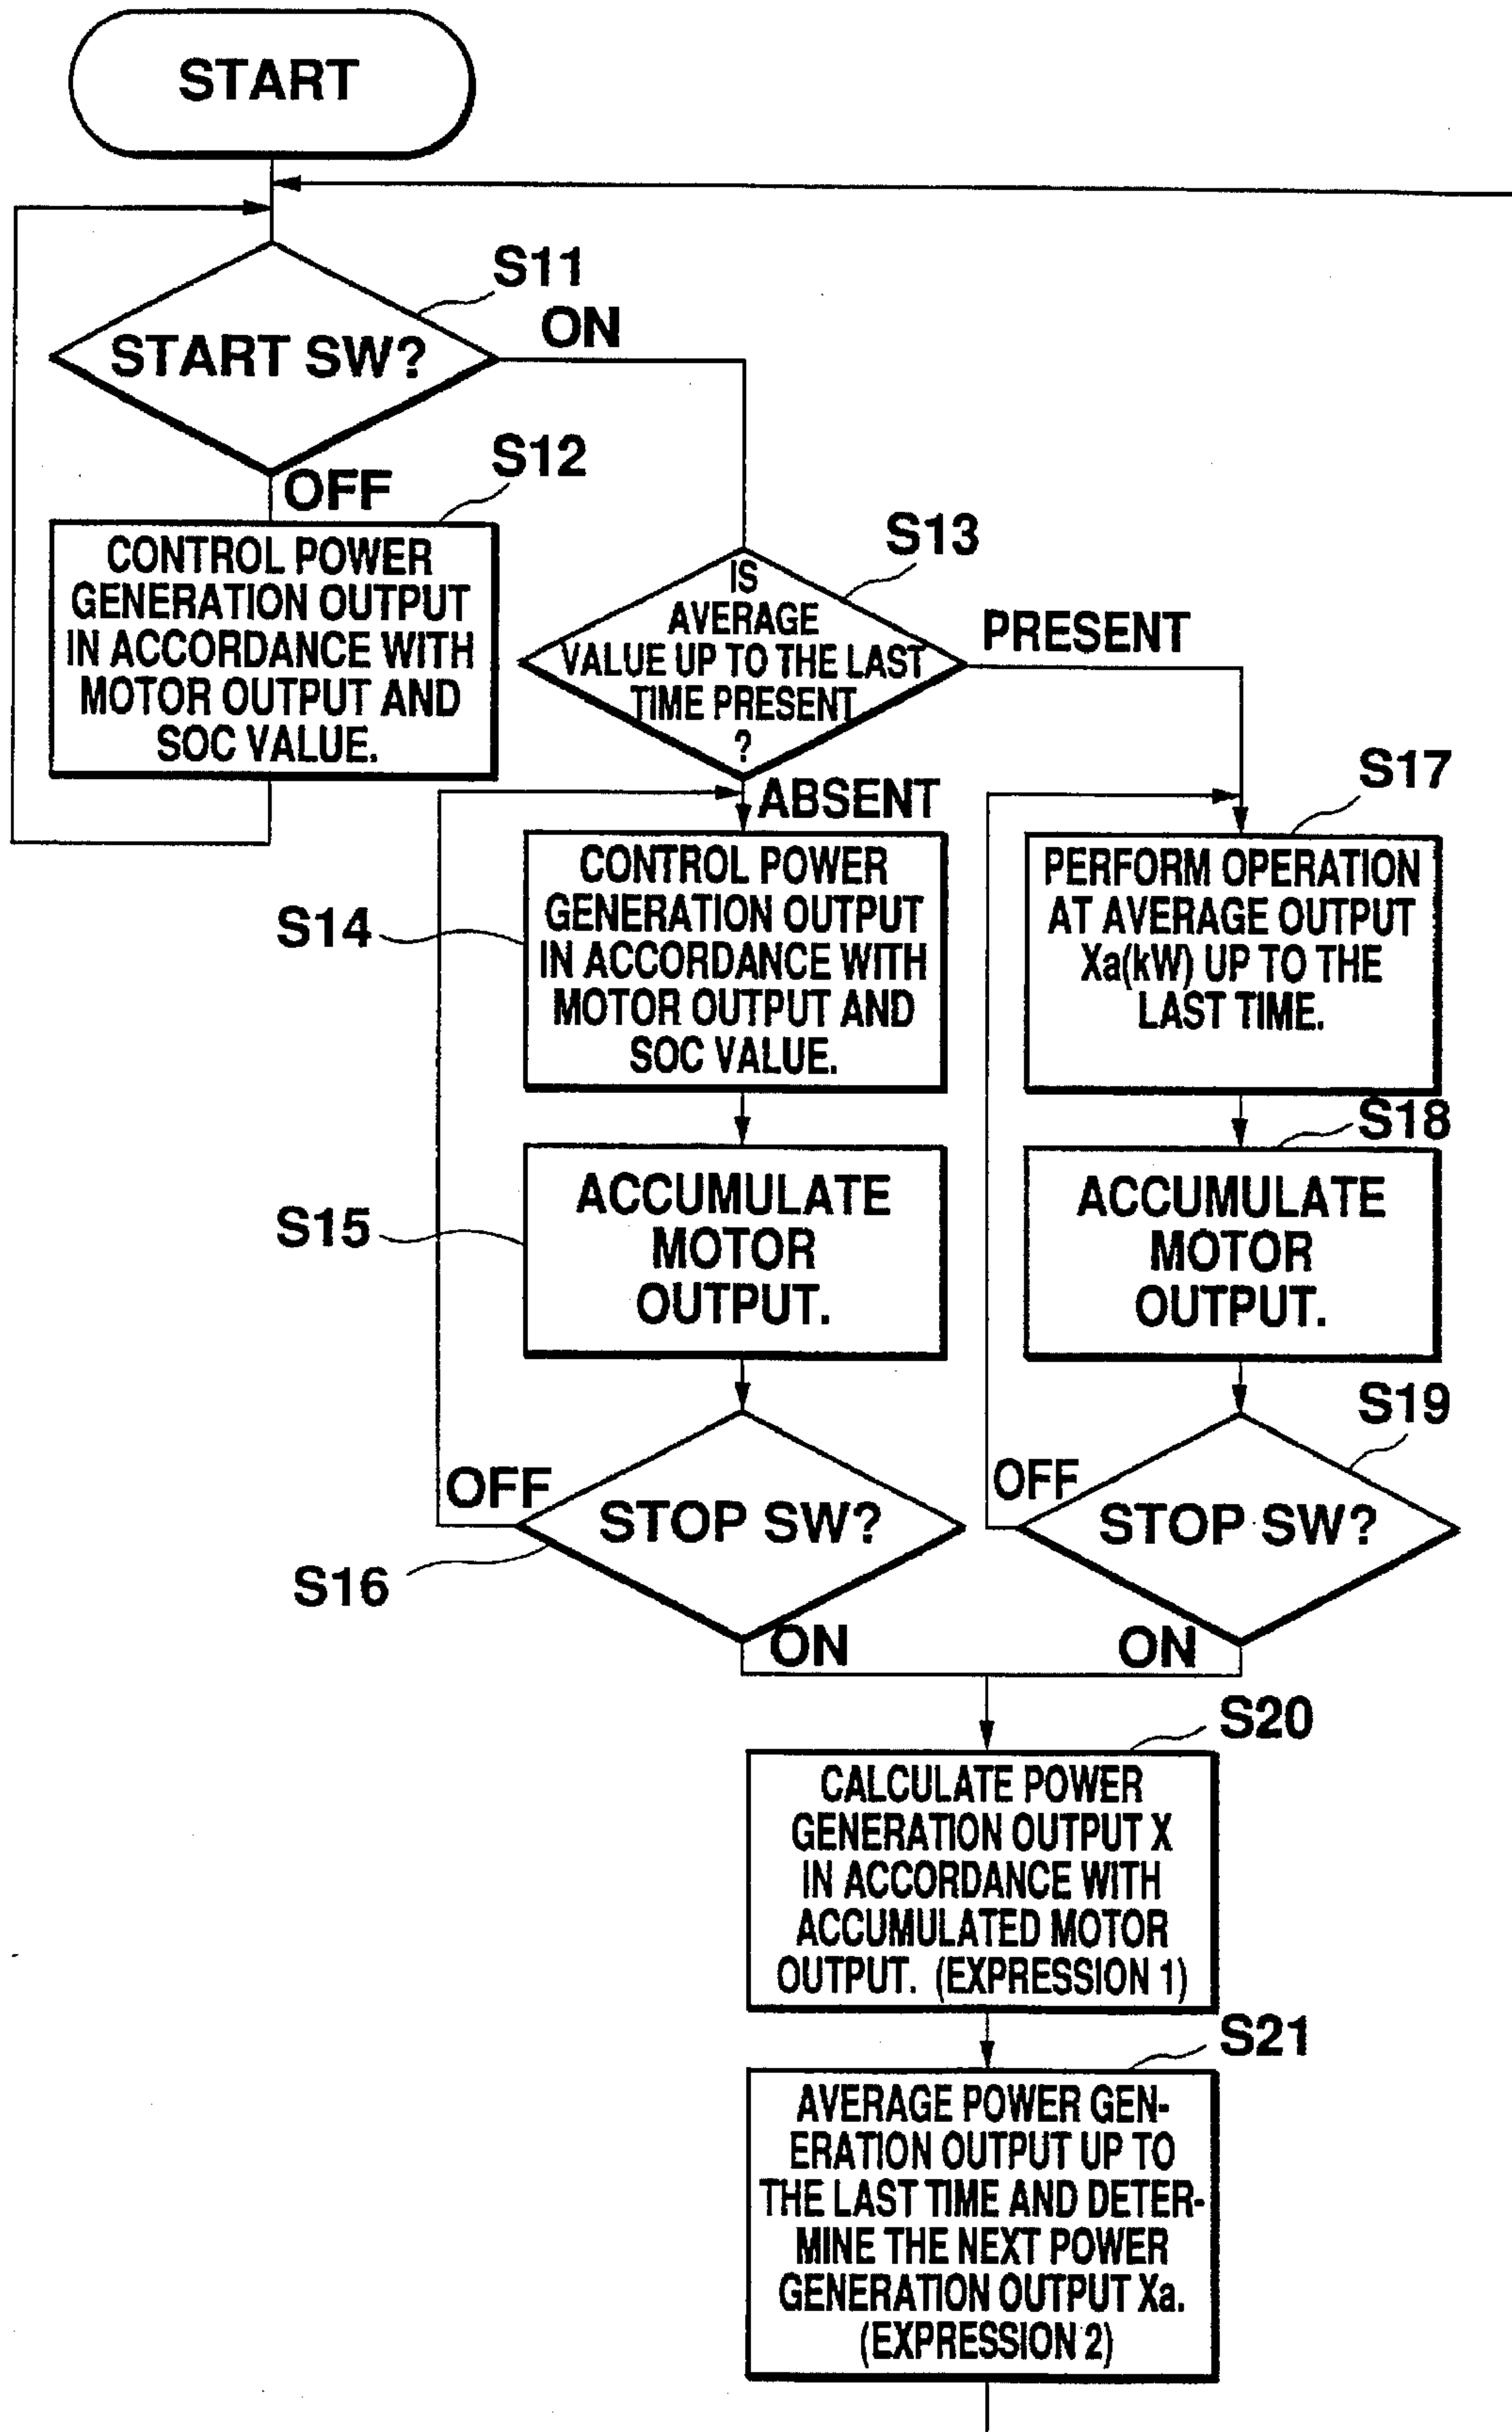 START
S11
START SW?
ON
OFF
S12
CONTROL POWER
GENERATION OUTPUT
IN ACCORDANCE WITH
MOTOR OUTPUT AND
SOC VALUE.
S13
IS
AVERAGE
VALUE UP TO THE LAST
TIME PRESENT
?
PRESENT
ABSENT
S14
CONTROL POWER
GENERATION OUTPUT
IN ACCORDANCE WITH
MOTOR OUTPUT AND
SOC VALUE.
S17
PERFORM OPERATION
AT AVERAGE OUTPUT
Xa(kW) UP TO THE
LAST TIME.
S15
ACCUMULATE
MOTOR
OUTPUT.
S18
ACCUMULATE
MOTOR
OUTPUT.
OFF
STOP SW?
S16
ON
S19
OFF
STOP SW?
ON
S20
CALCULATE POWER
GENERATION OUTPUT X
IN ACCORDANCE WITH
ACCUMULATED MOTOR
OUTPUT. (EXPRESSION 1)
S21
AVERAGE POWER GEN-
ERATION OUTPUT UP TO
THE LAST TIME AND DETER-
MINE THE NEXT POWER
GENERATION OUTPUT Xa.
(EXPRESSION 2)